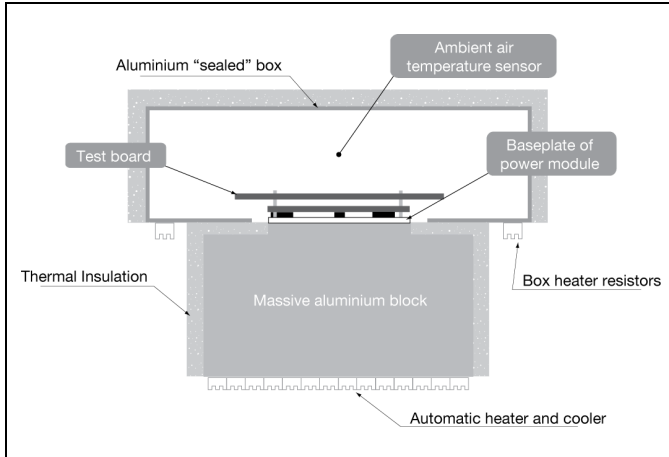 Ambient air
temperature sensor
Aluminium “sealed” box
Test board
Baseplate of
power module
Thermal Insulation
Massive aluminium block
Box heater resistors
Automatic heater and cooler